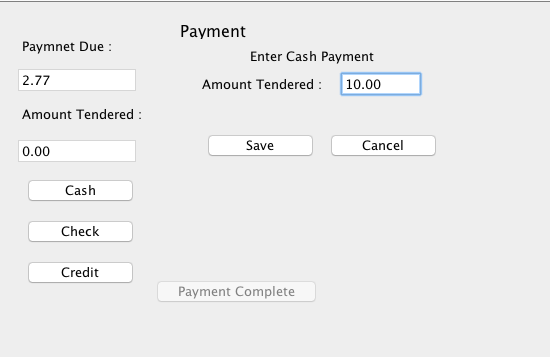 Payment
Paymnet Due :
2.77
Amount Tendered :
0.00
Cash
Check
Credit
Enter Cash Payment
Amount Tendered :
10.00
Save
Cancel
Payment Complete